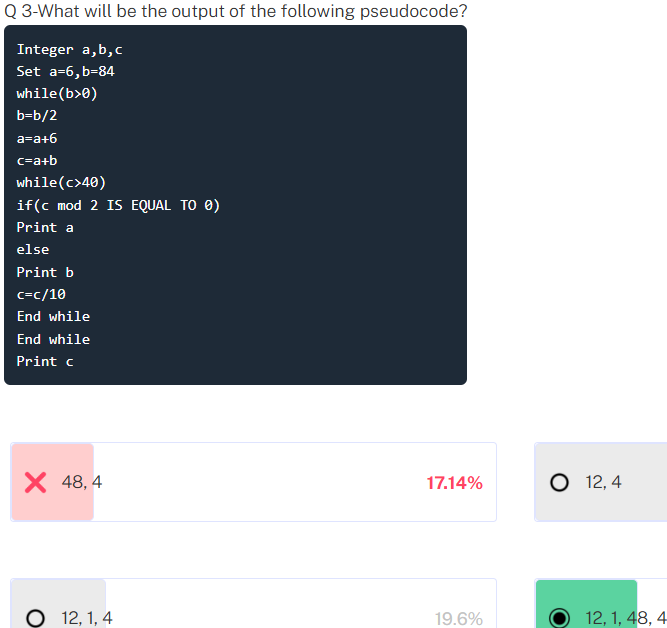 Q 3-What will be the output of the following pseudocode?
Integer a,b,c
Set a=6,b=84
while(b>0)
b=b/2
a=a+6
c=a+b
while(c>40)
if(c mod 2 IS EQUAL TO 0)
Print a
else
Print b
c=c/10
End while
End while
Print c
48, 4 17.14%
12, 4
12, 1, 4 19.6%
12, 1, 48, 4